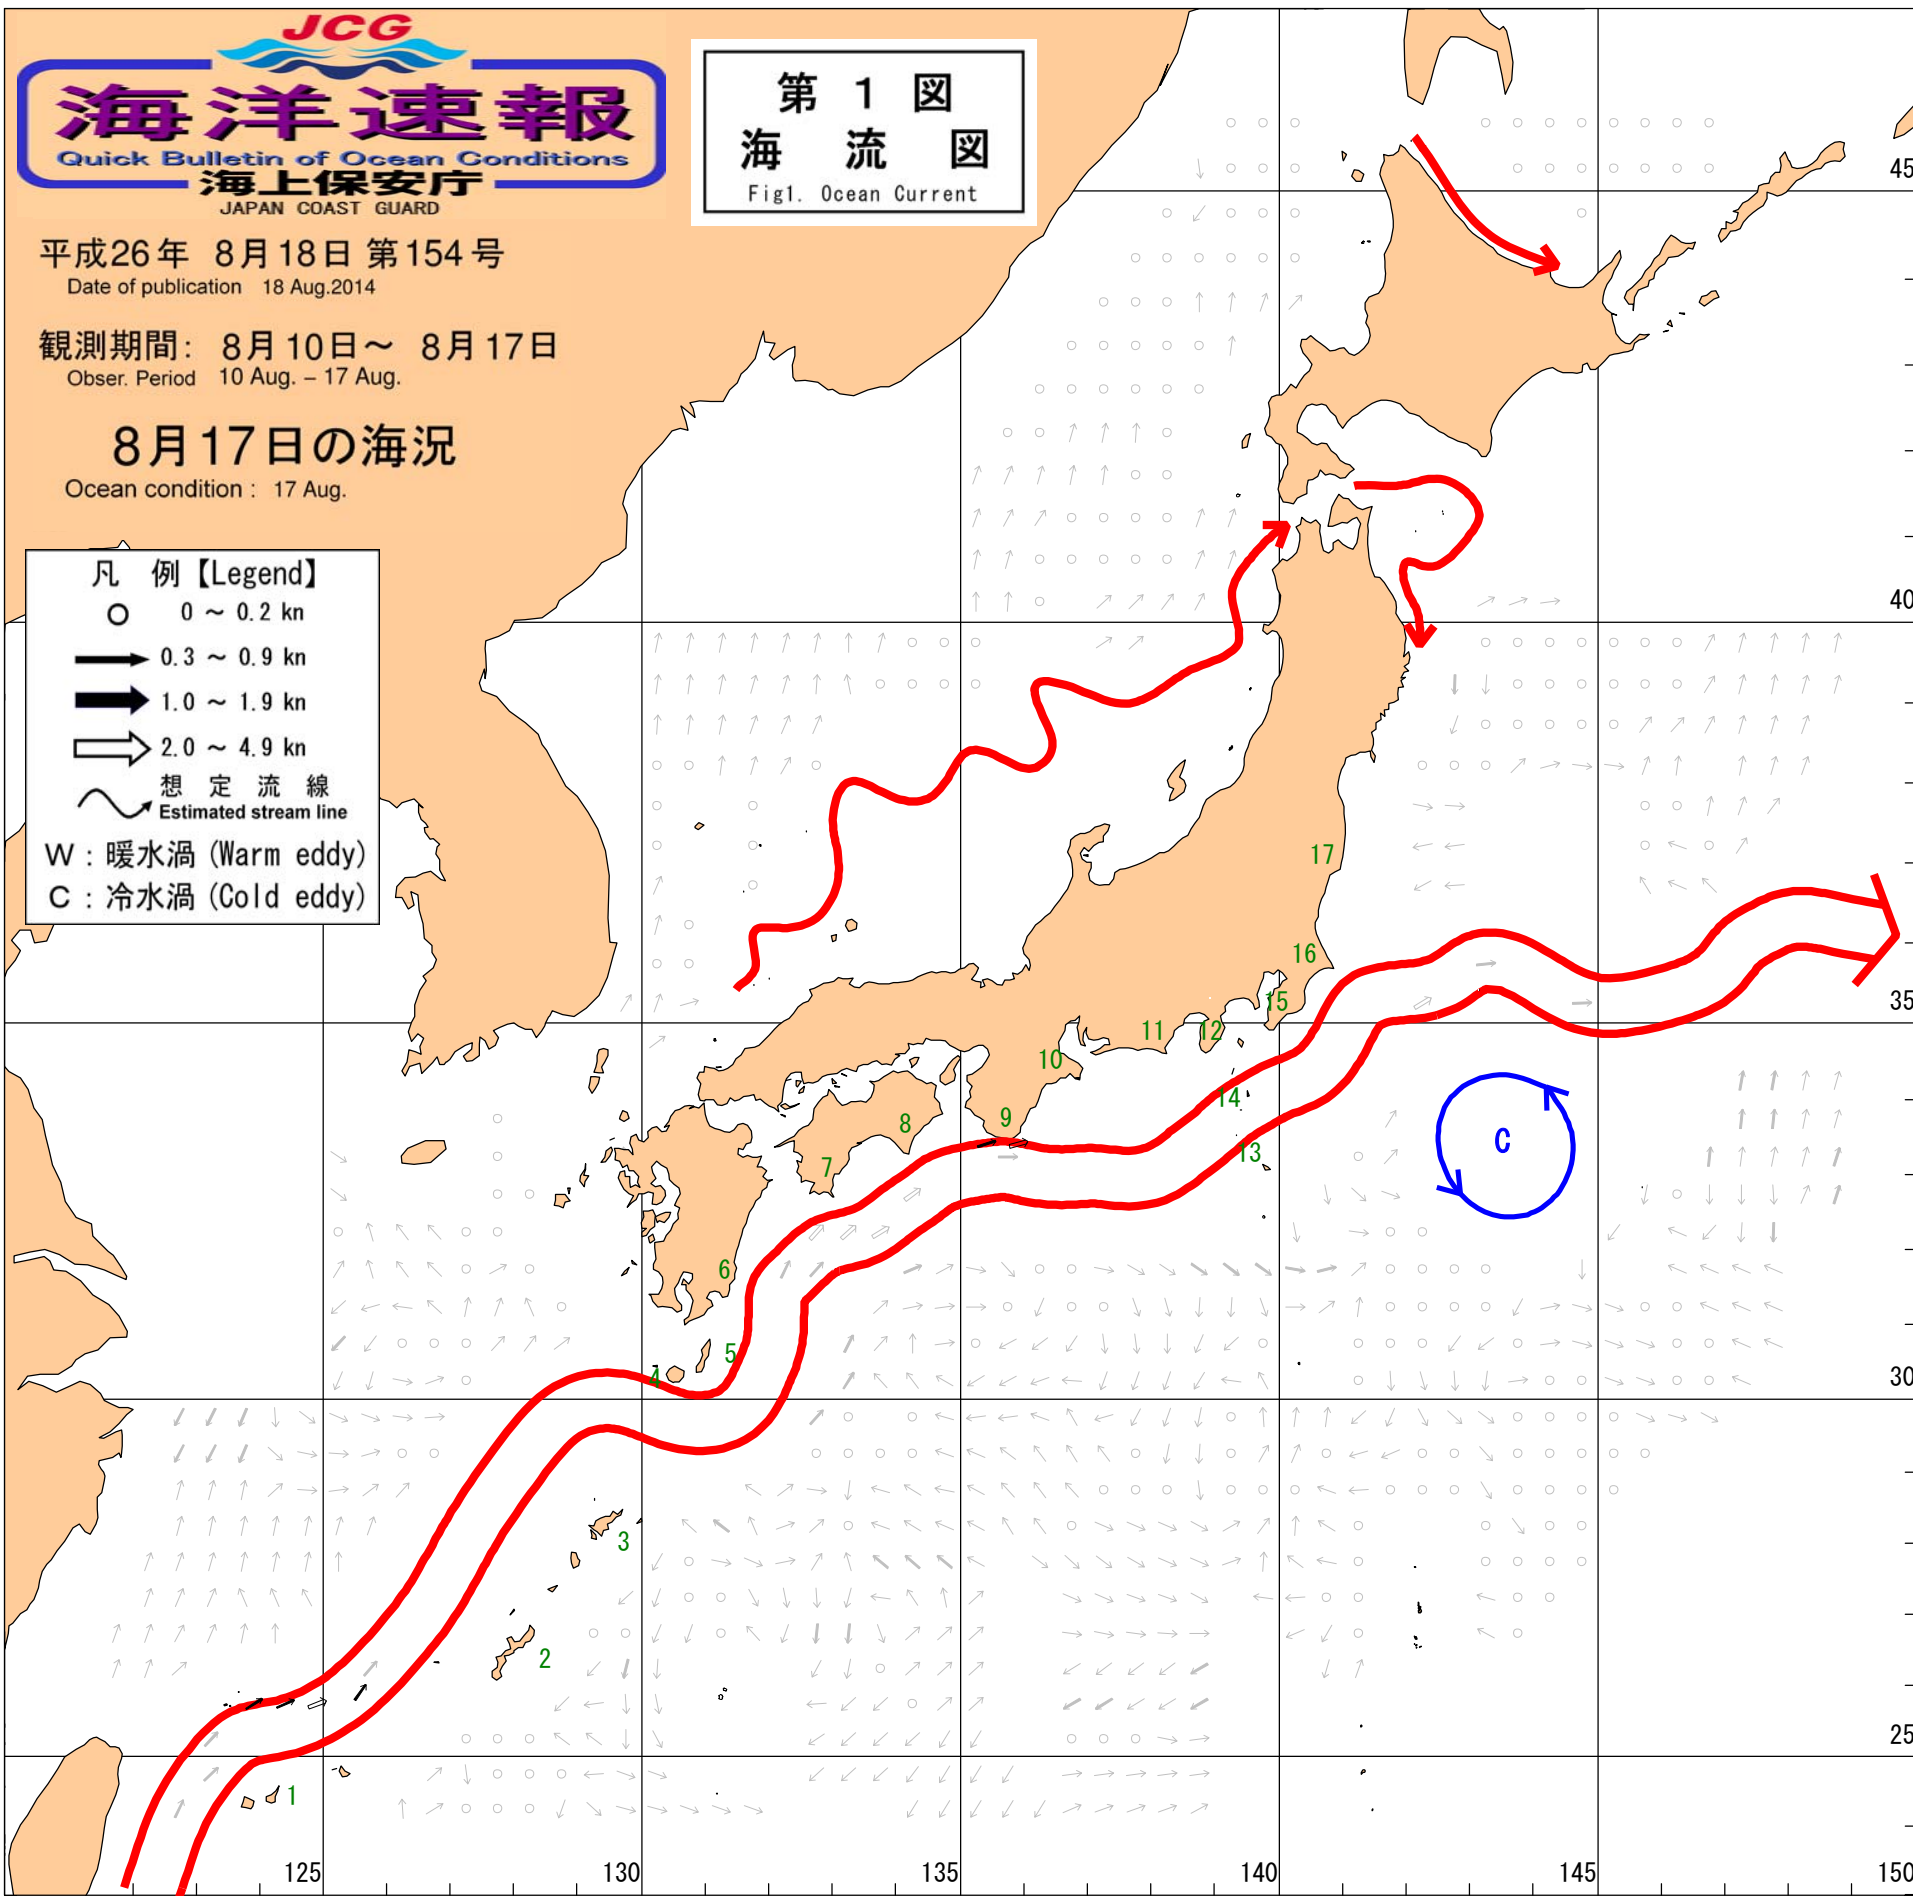 JCG
海洋速報
Quick Bulletin of Ocean Conditions
海上保安庁
JAPAN COAST GUARD
平成26年 8月18日 第154号
Date of publication 18 Aug.2014
観測期間: 8月10日～ 8月17日
Obser. Period 10 Aug. – 17 Aug.
8月17日の海況
Ocean condition : 17 Aug.
第 1 図
海 流 図
Fig1. Ocean Current
凡 例【Legend】
0 ～ 0.2 kn
0.3 ～ 0.9 kn
1.0 ～ 1.9 kn
2.0 ～ 4.9 kn
想 定 流 線
Estimated stream line
W : 暖水渦 (Warm eddy)
C : 冷水渦 (Cold eddy)
45
40
17
16
35
15
12
11
10
14
9
8
13
C
7
6
5
4
30
3
2
25
1
125
130
135
140
145
150